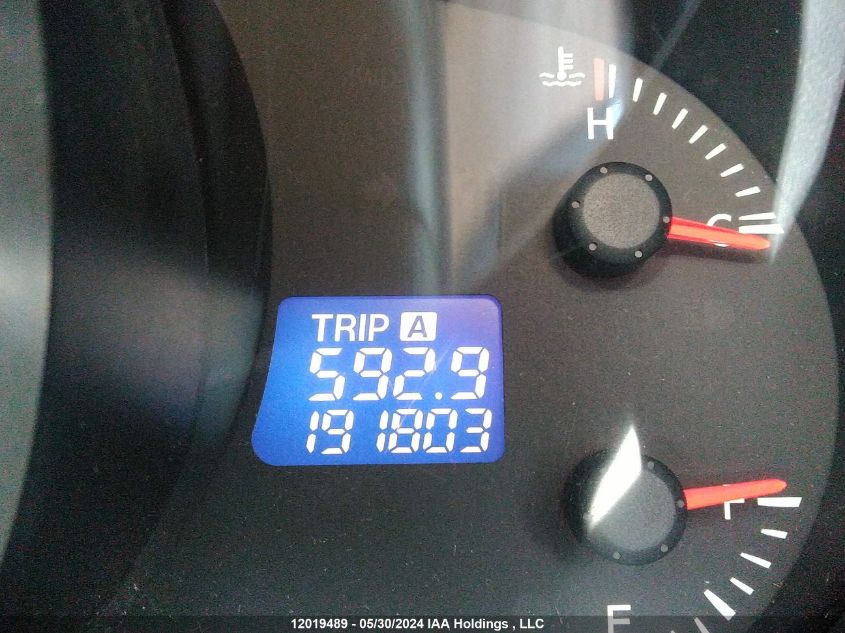 H
C
TRIP A
592.9
191803
F
E
12019489 - 05/30/2024 IAA Holdings , LLC